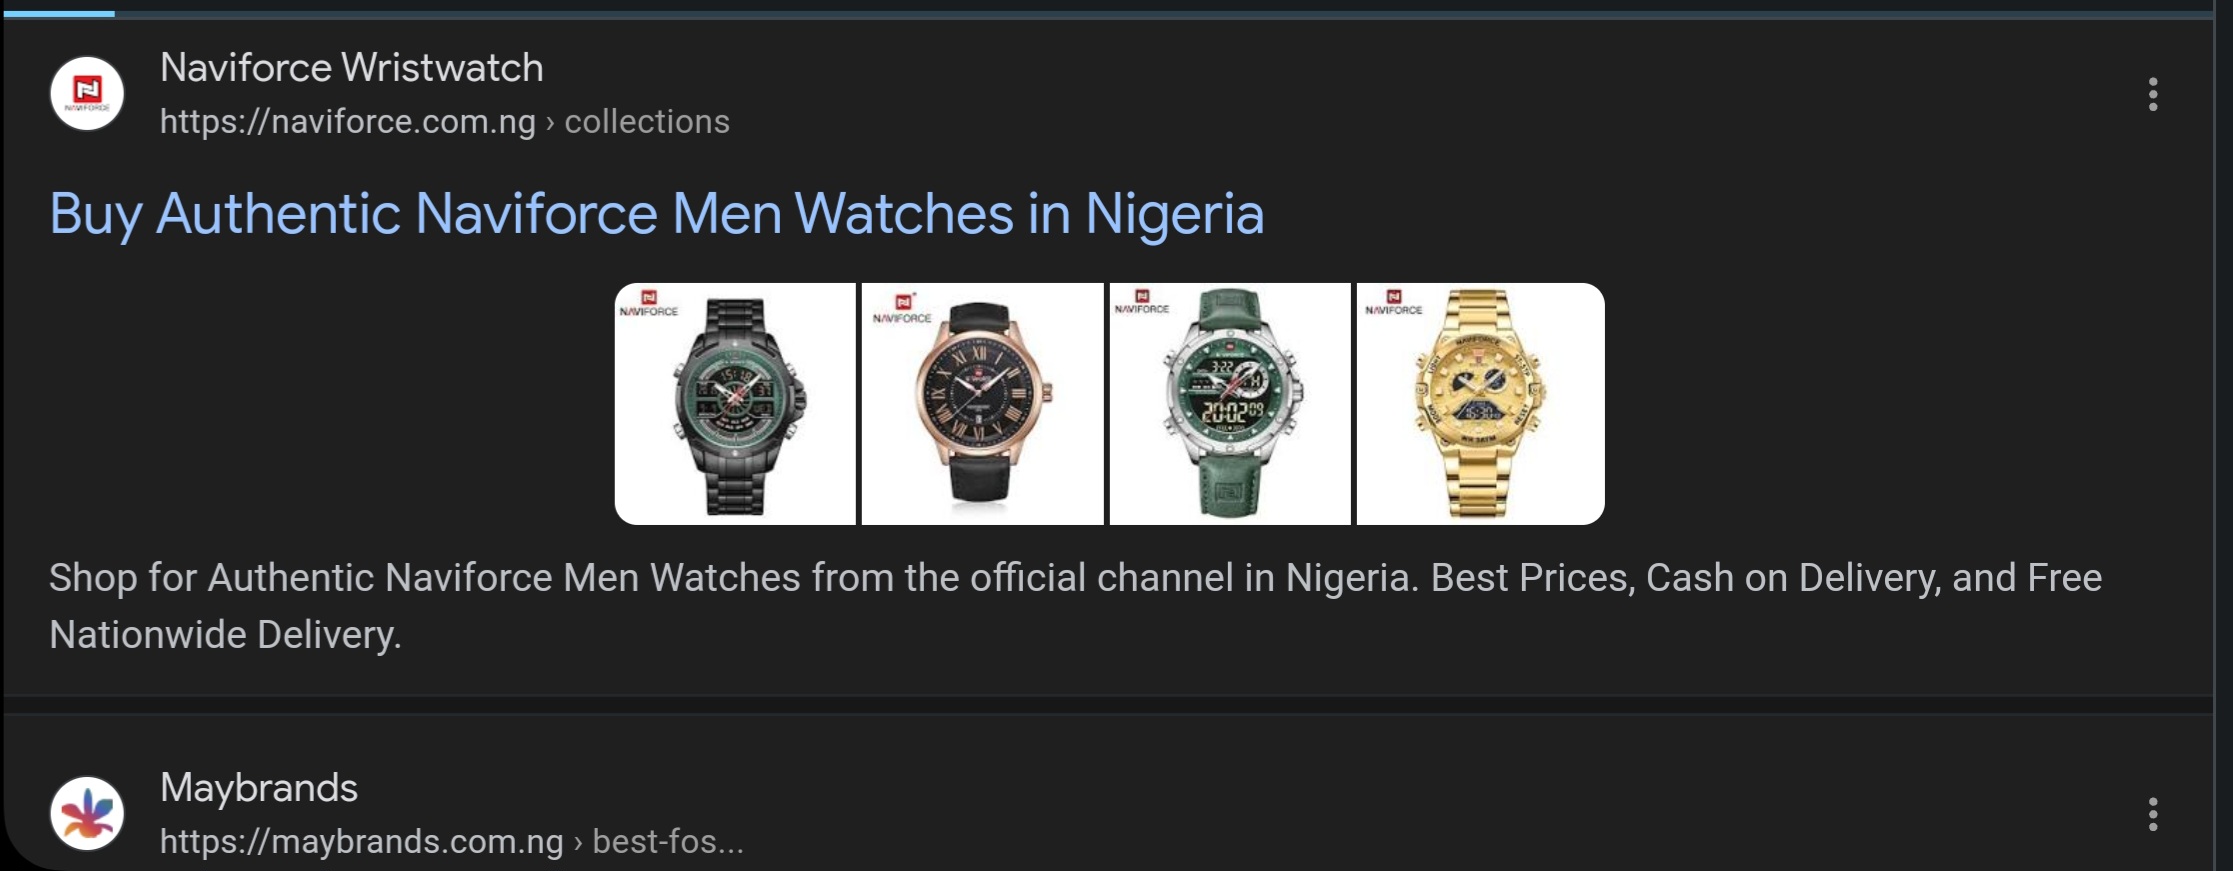 Naviforce Wristwatch
https://naviforce.com.ng › collections
Buy Authentic Naviforce Men Watches in Nigeria
NAVIFORCE
NAVIFORCE
NAVIFORCE
NAVIFORCE
Shop for Authentic Naviforce Men Watches from the official channel in Nigeria. Best Prices, Cash on Delivery, and Free
Nationwide Delivery.
Maybrands
https://maybrands.com.ng › best-fos...